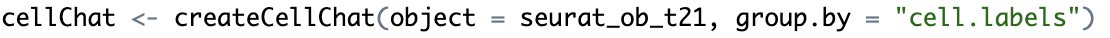 cellChat <- createCellChat(object = seurat_ob_t21, group.by = "cell.labels")